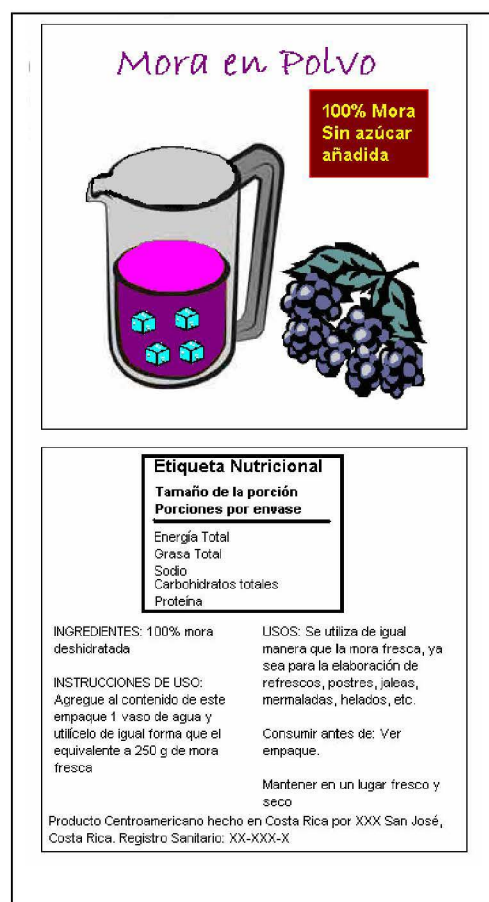 Mora en Polvo
100% Mora
Sin azúcar
añadida
Etiqueta Nutricional
Tamaño de la porción
Porciones por envase
Energía Total
Grasa Total
Sodio
Carbohidratos totales
Proteína
INGREDIENTES: 100% mora
deshidratada
INSTRUCCIONES DE USO:
Agregue al contenido de este
empaque 1 vaso de agua y
utilícelo de igual forma que el
equivalente a 250 g de mora
fresca
USOS: Se utiliza de igual
manera que la mora fresca, ya
sea para la elaboración de
refrescos, postres, jaleas,
mermaladas, helados, etc.
Consumir antes de: Ver
empaque.
Mantener en un lugar fresco y
seco
Producto Centroamericano hecho en Costa Rica por XXX San José,
Costa Rica. Registro Sanitario: XX-XXX-X